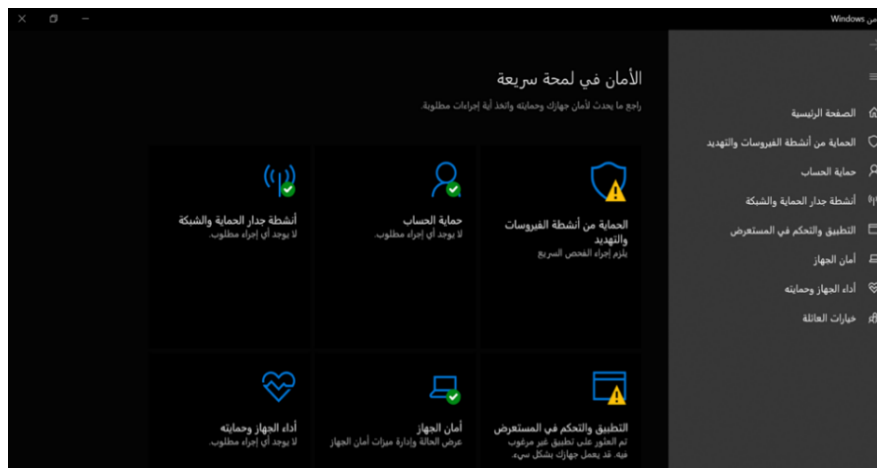 من Windows
الأمان في لمحة سريعة
راجع ما يحدث لأمان جهازك وحمايته واتخذ أية إجراءات مطلوبة.
الصفحة الرئيسية
الحماية من أنشطة الفيروسات والتهديد
حماية الحساب
أنشطة جدار الحماية والشبكة
التطبيق والتحكم في المستعرض
أمان الجهاز
أداء الجهاز وحمايته
خيارات العائلة
الحماية من أنشطة الفيروسات
والتهديد
يلزم إجراء الفحص السريع
حماية الحساب
لا يوجد أي إجراء مطلوب.
أنشطة جدار الحماية والشبكة
لا يوجد أي إجراء مطلوب.
التطبيق والتحكم في المستعرض
تم العثور على تطبيق غير مرغوب
فيه. قد يعمل جهازك بشكل سيء.
أمان الجهاز
عرض الحالة وإدارة ميزات أمان الجهاز
أداء الجهاز وحمايته
لا يوجد أي إجراء مطلوب.